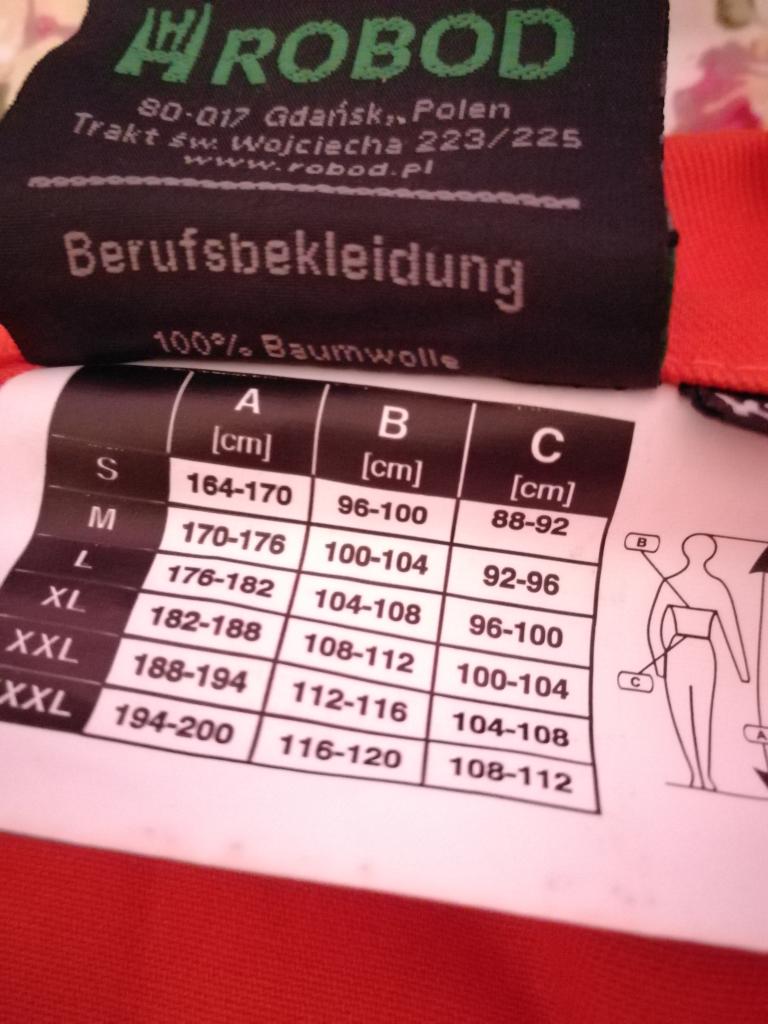 ROBOD
80-017 Gdańsk, Polen
Trakt św. Wojciecha 223/225
www.robod.pl
Berufsbekleidung
100% Baumwolle
A [cm] B [cm] C [cm]
S 164-170 96-100 88-92
M 170-176 100-104 92-96
L 176-182 104-108 96-100
XL 182-188 108-112 100-104
XXL 188-194 112-116 104-108
XXL 194-200 116-120 108-112
B
C
A